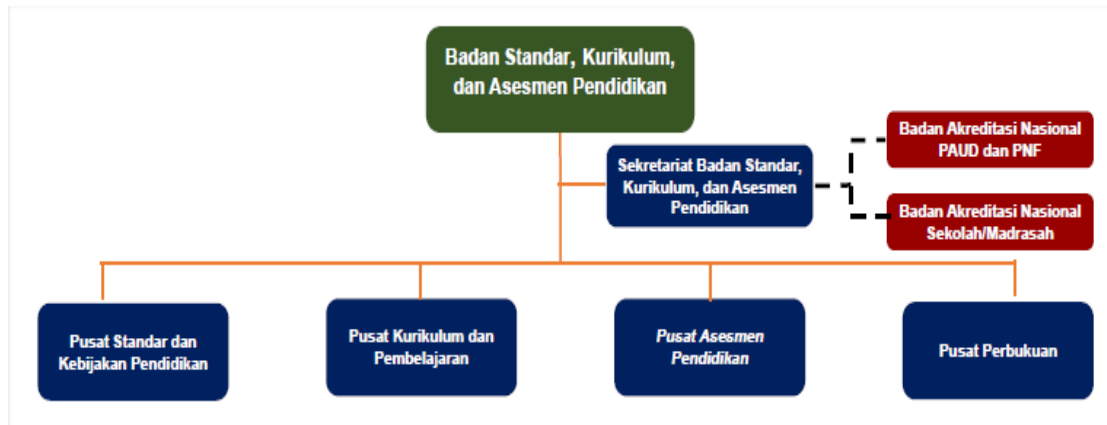 Badan Standar, Kurikulum,
dan Asesmen Pendidikan
Badan Akreditasi Nasional
PAUD dan PNF
Sekretariat Badan Standar,
Kurikulum, dan Asesmen
Pendidikan
Badan Akreditasi Nasional
Sekolah/Madrasah
Pusat Standar dan
Kebijakan Pendidikan
Pusat Kurikulum dan
Pembelajaran
Pusat Asesmen
Pendidikan
Pusat Perbukuan